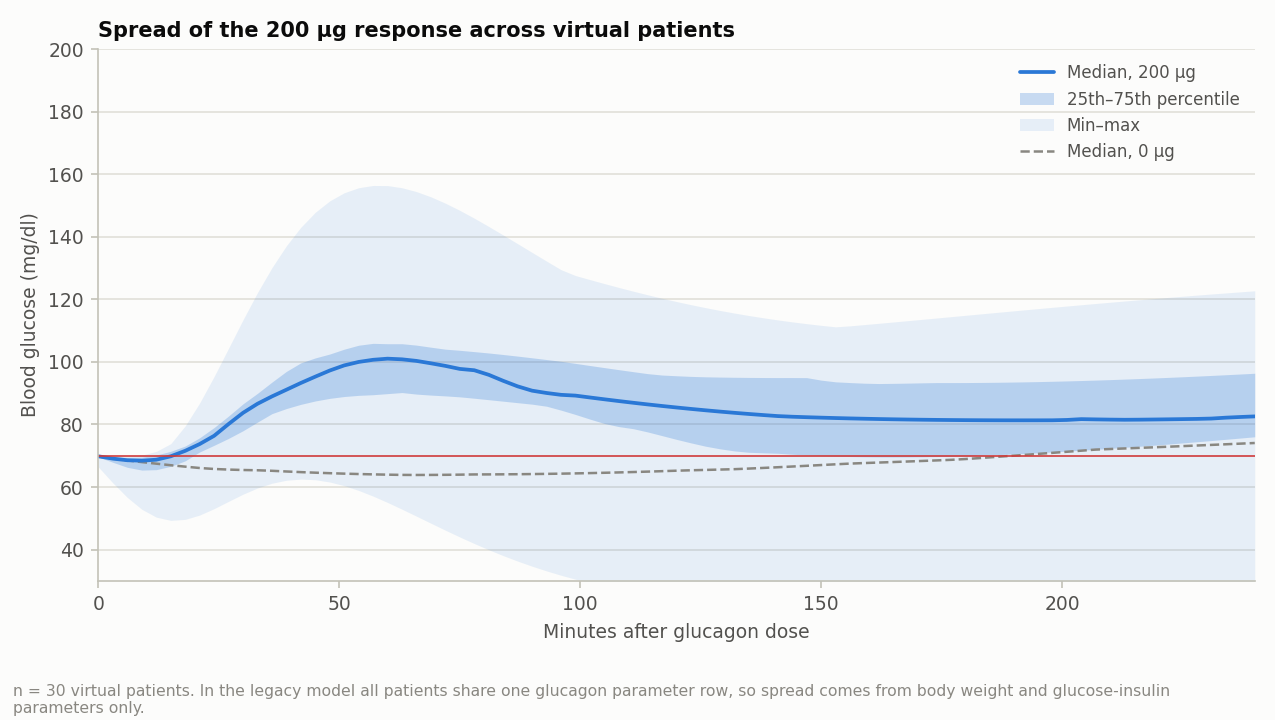 Spread of the 200 µg response across virtual patients
200
180
160
140
120
100
80
60
40
Blood glucose (mg/dl)
Median, 200 µg
25th–75th percentile
Min–max
Median, 0 µg
0
50
100
150
200
Minutes after glucagon dose
n = 30 virtual patients. In the legacy model all patients share one glucagon parameter row, so spread comes from body weight and glucose-insulin
parameters only.